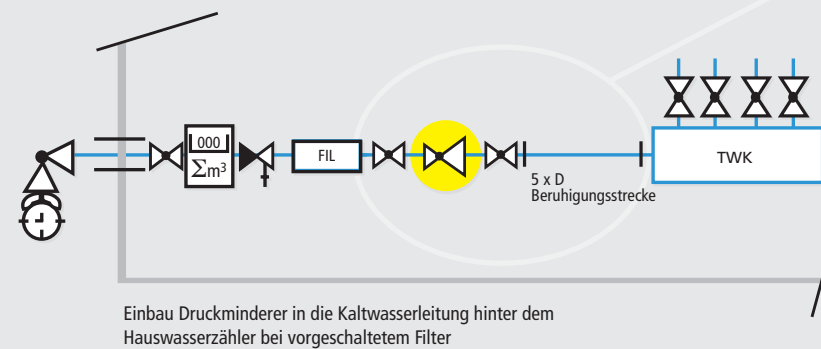 000
Σm³
FIL
TWK
5 x D
Beruhigungsstrecke
Einbau Druckminderer in die Kaltwasserleitung hinter dem
Hauswasserzähler bei vorgeschaltetem Filter